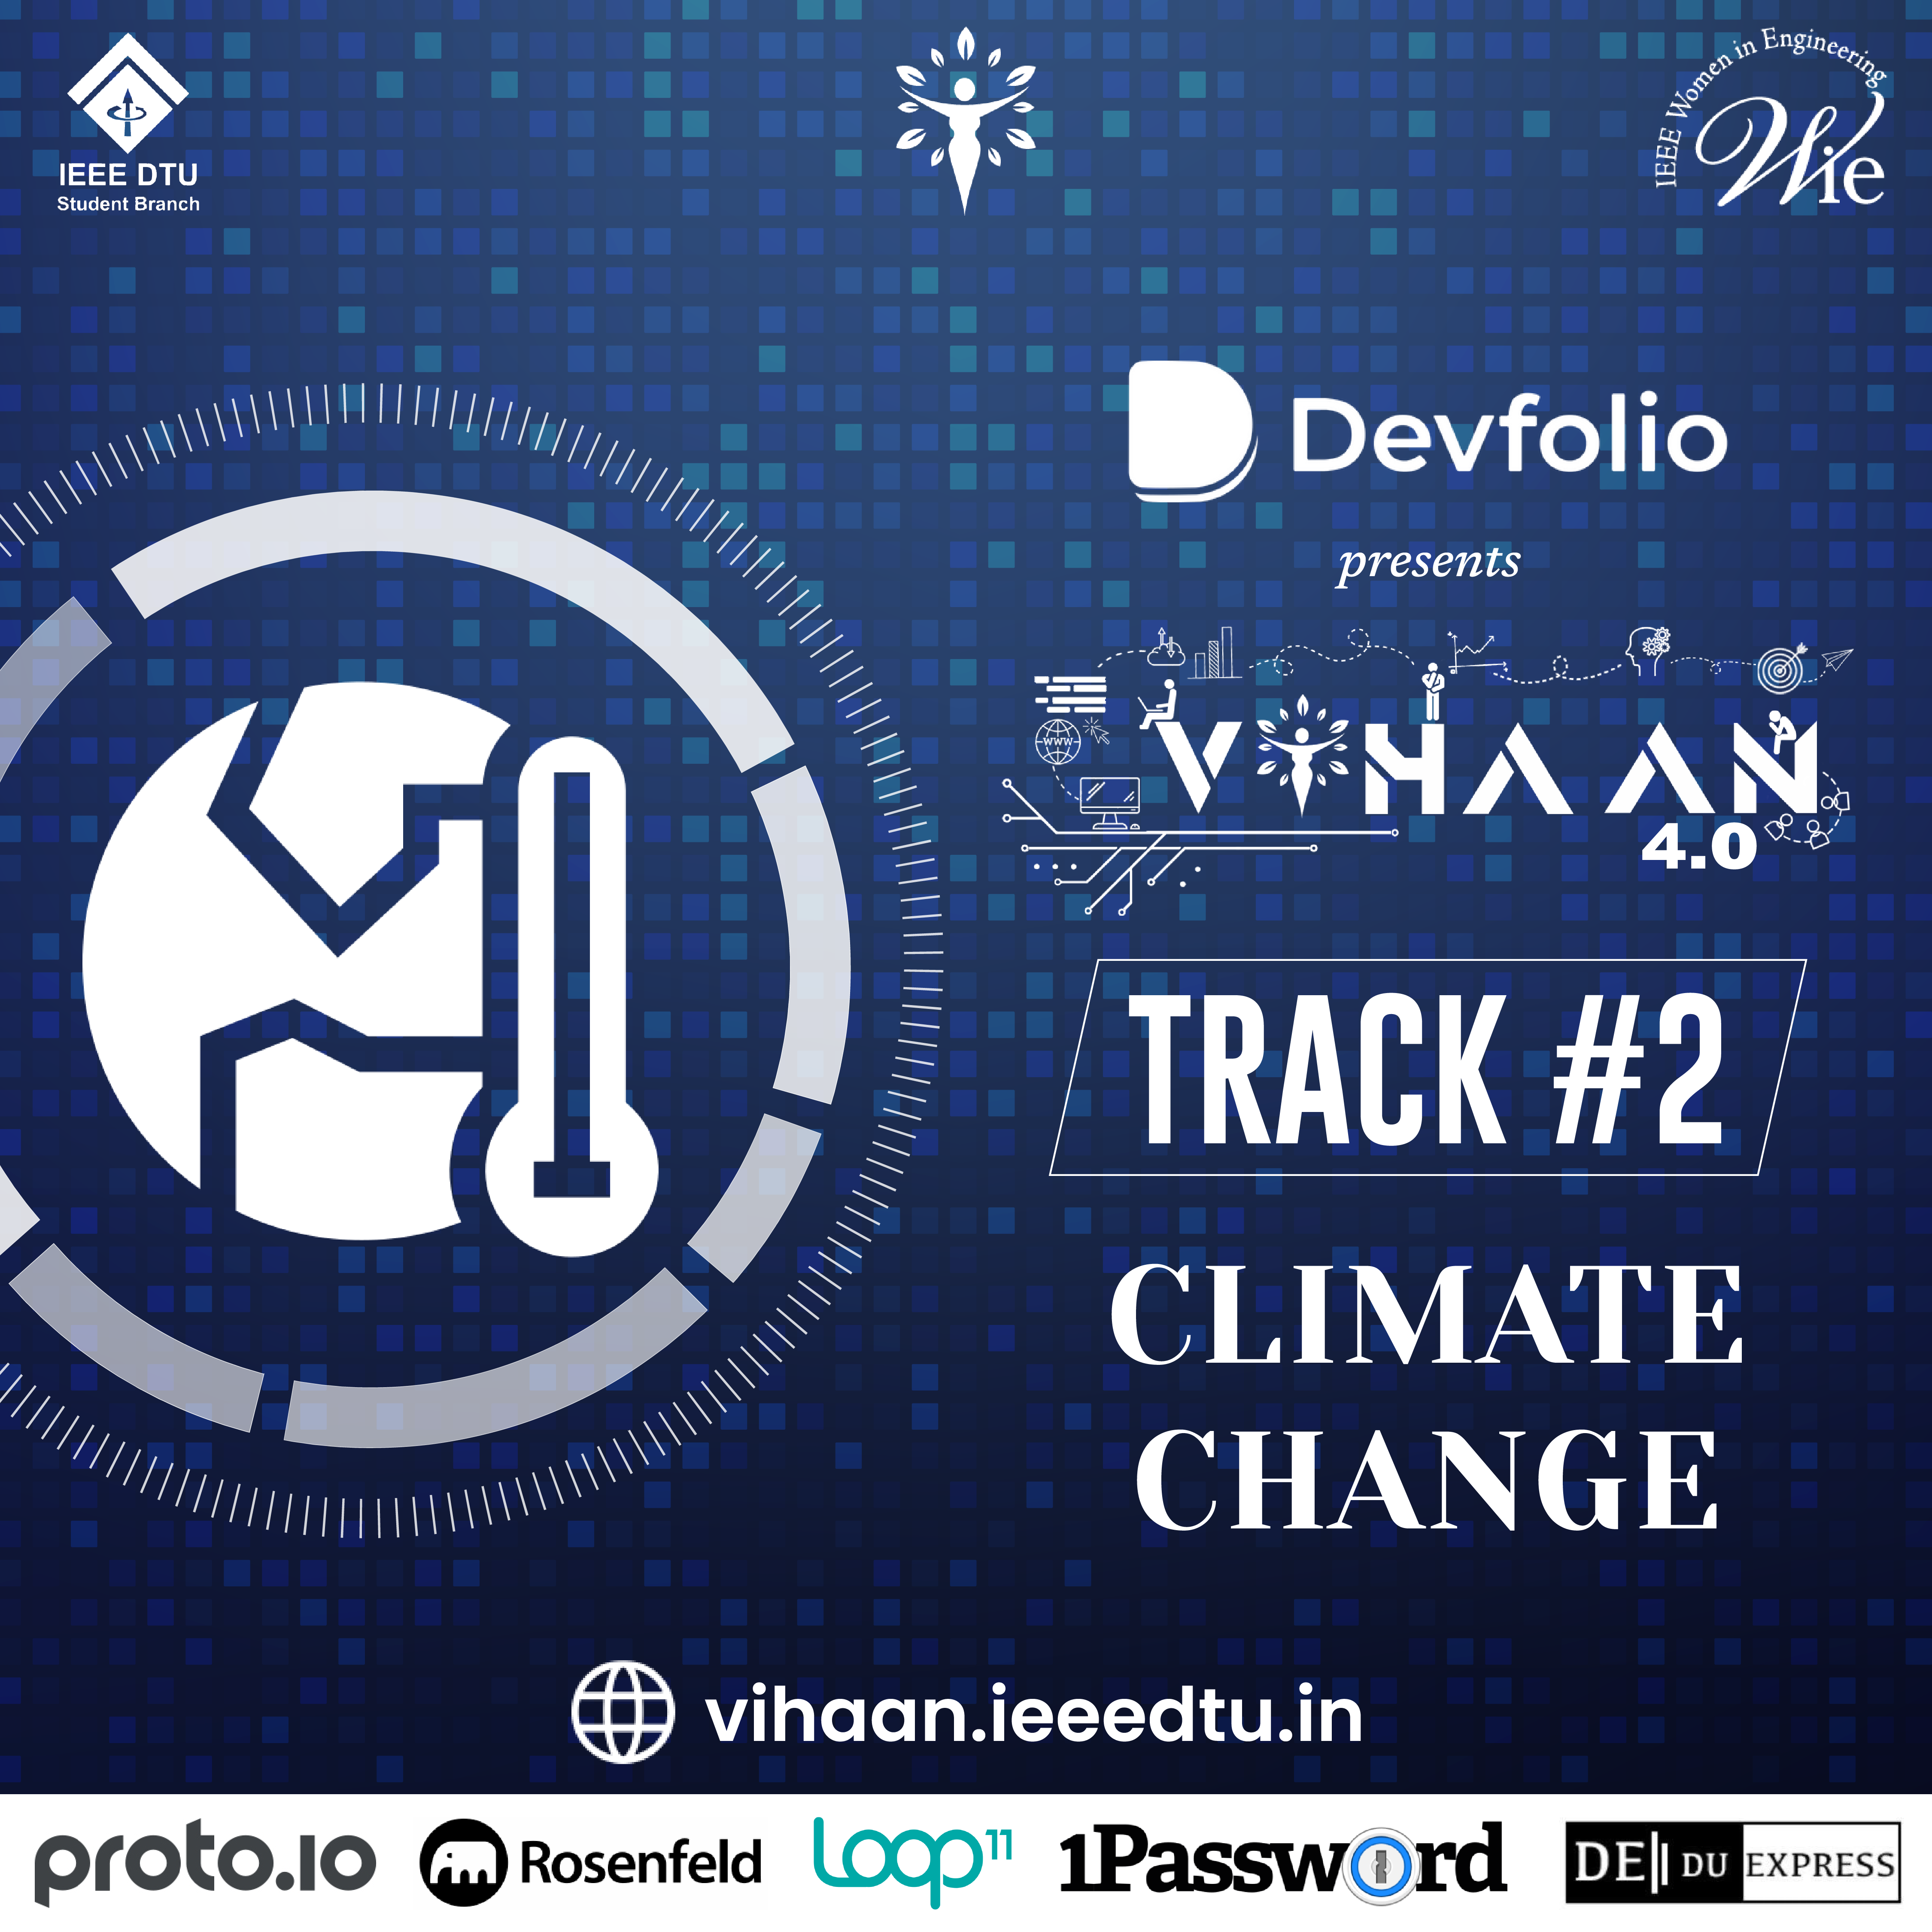 IEEE DTU
Student Branch
IEEE Women in Engineering
Wie
Devfolio
presents
WWW
VIHAAN
4.0
TRACK #2
CLIMATE
CHANGE
vihaan.ieeedtu.in
proto.io
Rosenfeld
Loop11
1Password
DE||DU EXPRESS